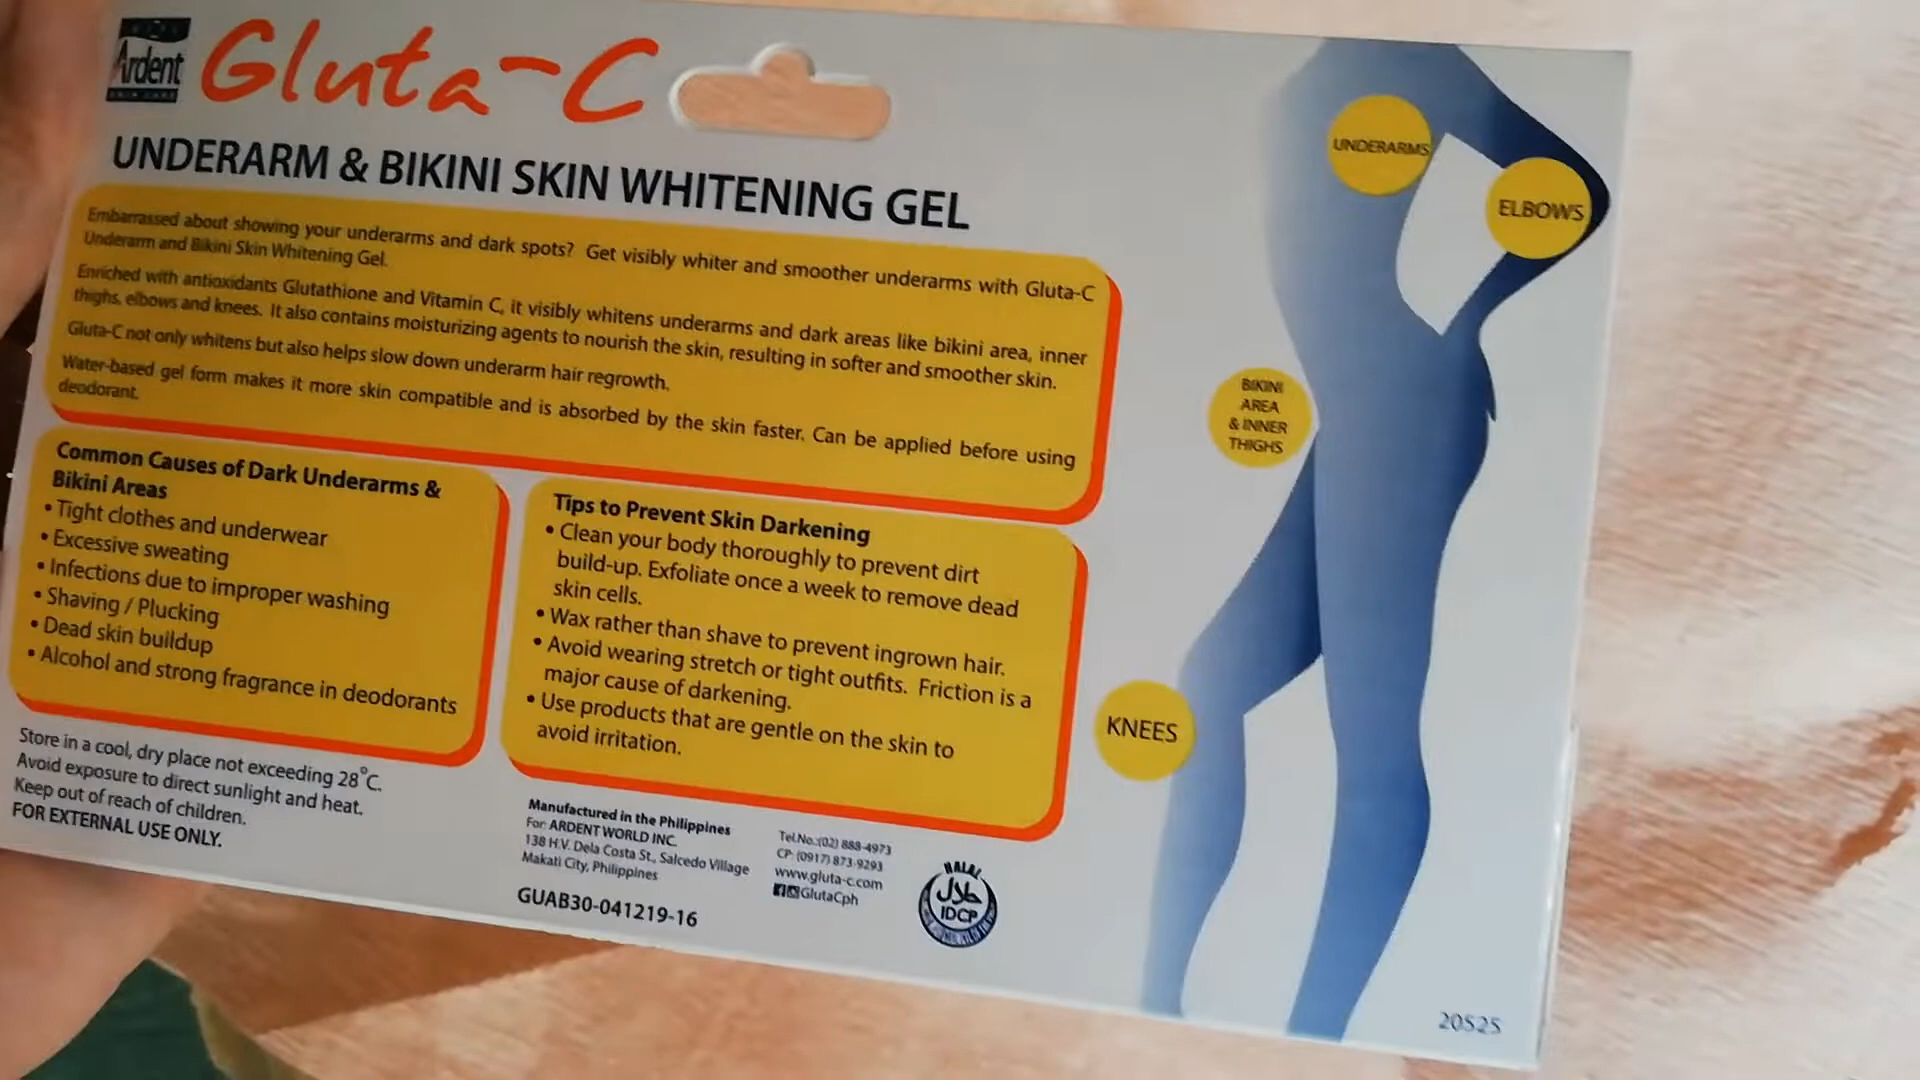 Ardent
SKIN CARE
Gluta-C
UNDERARM & BIKINI SKIN WHITENING GEL
Embarrassed about showing your underarms and dark spots? Get visibly whiter and smoother underarms with Gluta-C
Underarm and Bikini Skin Whitening Gel.
Enriched with antioxidants Glutathione and Vitamin C, it visibly whitens underarms and dark areas like bikini area, inner
thighs, elbows and knees. It also contains moisturizing agents to nourish the skin, resulting in softer and smoother skin.
Gluta-C not only whitens but also helps slow down underarm hair regrowth.
Water-based gel form makes it more skin compatible and is absorbed by the skin faster. Can be applied before using
deodorant.
Common Causes of Dark Underarms &
Bikini Areas
• Tight clothes and underwear
• Excessive sweating
• Infections due to improper washing
• Shaving / Plucking
• Dead skin buildup
• Alcohol and strong fragrance in deodorants
Tips to Prevent Skin Darkening
• Clean your body thoroughly to prevent dirt
build-up. Exfoliate once a week to remove dead
skin cells.
• Wax rather than shave to prevent ingrown hair.
• Avoid wearing stretch or tight outfits. Friction is a
major cause of darkening.
• Use products that are gentle on the skin to
avoid irritation.
Store in a cool, dry place not exceeding 28°C.
Avoid exposure to direct sunlight and heat.
Keep out of reach of children.
FOR EXTERNAL USE ONLY.
Manufactured in the Philippines
For: ARDENT WORLD INC.
138 H.V. Dela Costa St., Salcedo Village
Makati City, Philippines
GUAB30-041219-16
Tel.No.:(02) 888-4973
CP: (0917) 873-9293
www.gluta-c.com
GlutaCph
HALAL
حلال
IDCP
UNDERARMS
ELBOWS
BIKINI
AREA
& INNER
THIGHS
KNEES
20525